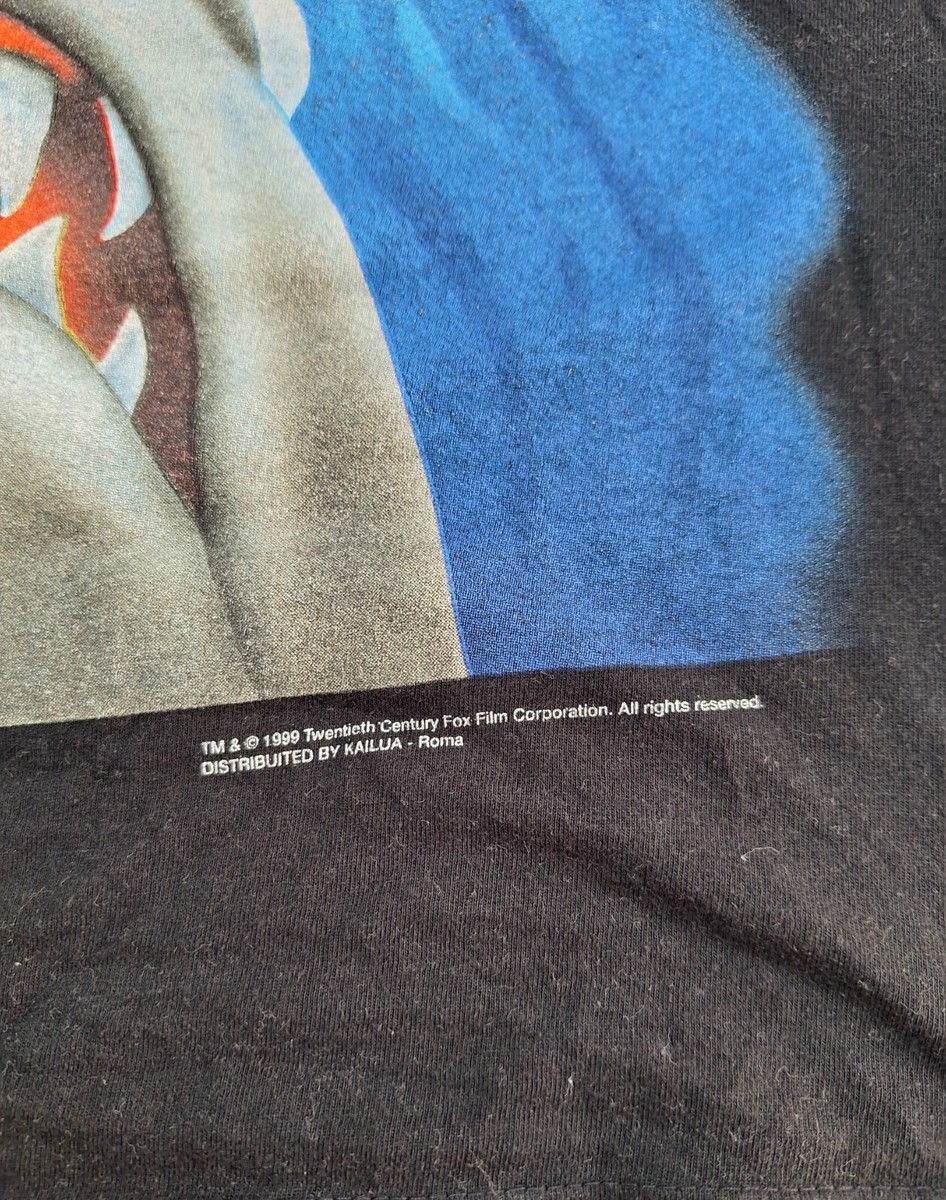 TM & © 1999 Twentieth Century Fox Film Corporation. All rights reserved.
DISTRIBUITED BY KAILUA - Roma